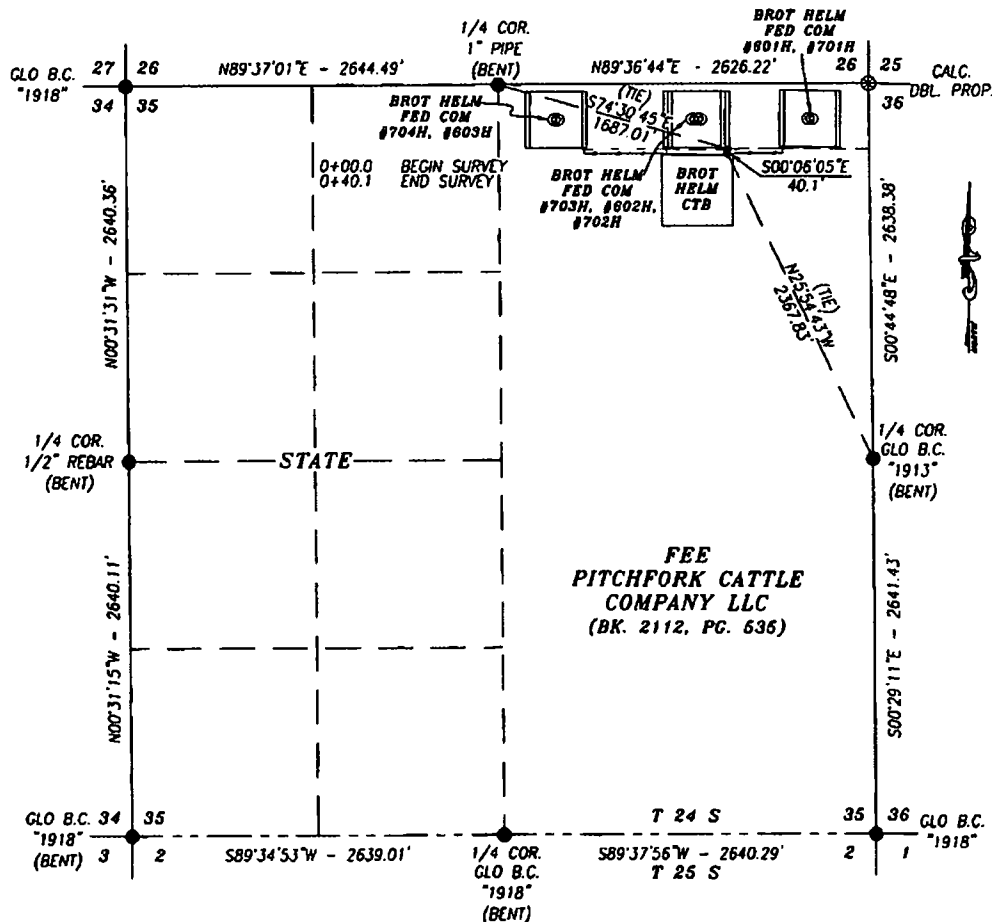 BROT HELM
FED COM
#601H, #701H
1/4 COR.
1" PIPE
(BENT)
GLO B.C.
"1918"
27 26
34 35
N89°37'01"E - 2644.49'
N89°36'44"E - 2626.22'
26 25
36
CALC.
DBL. PROP.
BROT HELM
FED COM
#704H, #603H
(TIE)
S74°30'45"E
1687.01'
0+00.0 BEGIN SURVEY
0+40.1 END SURVEY
BROT HELM
FED COM
#703H, #602H,
#702H
BROT
HELM
CTB
S00°06'05"E
40.1'
N00°31'31"W - 2640.36'
N25°54'43"W
(TIE)
2367.83'
S00°44'48"E - 2638.38'
1/4 COR.
1/2" REBAR
(BENT)
STATE
1/4 COR.
GLO B.C.
"1913"
(BENT)
FEE
PITCHFORK CATTLE
COMPANY LLC
(BK. 2112, PG. 535)
N00°31'15"W - 2640.11'
S00°29'11"E - 2641.43'
GLO B.C.
"1918"
(BENT)
34 35
3 2
S89°34'53"W - 2639.01'
1/4 COR.
GLO B.C.
"1918"
(BENT)
T 24 S
S89°37'56"W - 2640.29'
T 25 S
35 36
2 1
GLO B.C.
"1918"